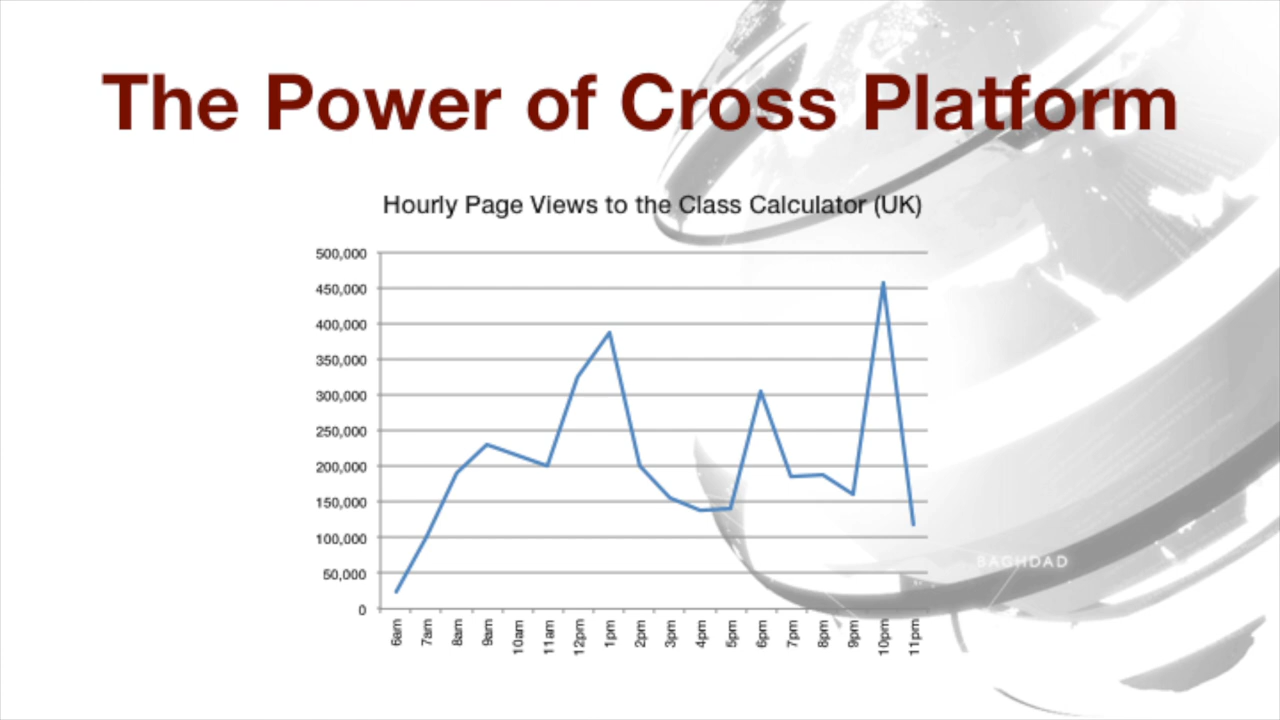 The Power of Cross Platform
Hourly Page Views to the Class Calculator (UK)
500,000
450,000
400,000
350,000
300,000
250,000
200,000
150,000
100,000
50,000
0
6am 7am 8am 9am 10am 11am 12pm 1pm 2pm 3pm 4pm 5pm 6pm 7pm 8pm 9pm 10pm 11pm
BAGHDAD